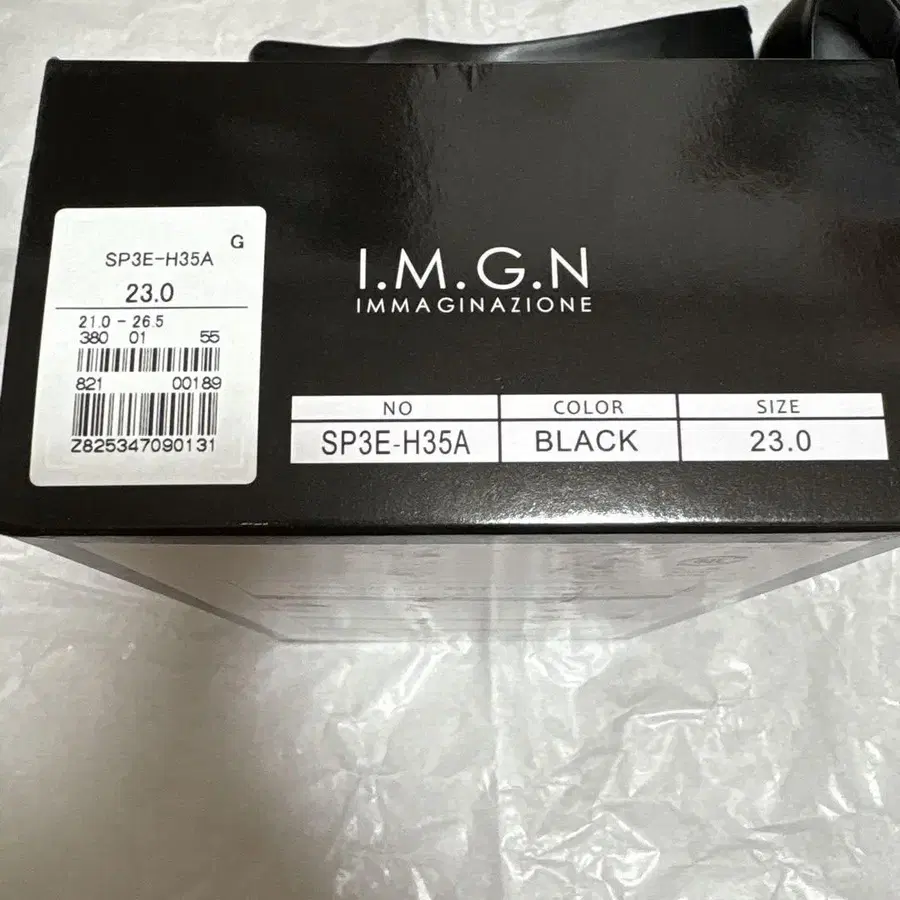 G
SP3E-H35A
23.0
21.0 - 26.5
380 01 55
821 00189
Z825347090131
I.M.G.N
IMMAGINAZIONE
NO COLOR SIZE
SP3E-H35A BLACK 23.0